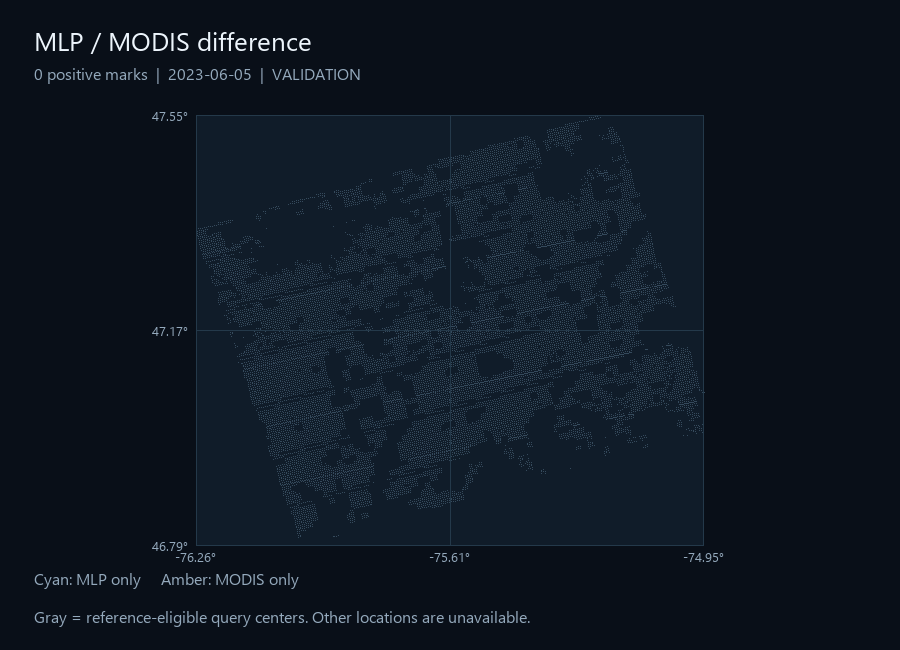 MLP / MODIS difference
0 positive marks | 2023-06-05 | VALIDATION
47.55°
47.17°
46.79°
-76.26°
-75.61°
-74.95°
Cyan: MLP only
Amber: MODIS only
Gray = reference-eligible query centers. Other locations are unavailable.